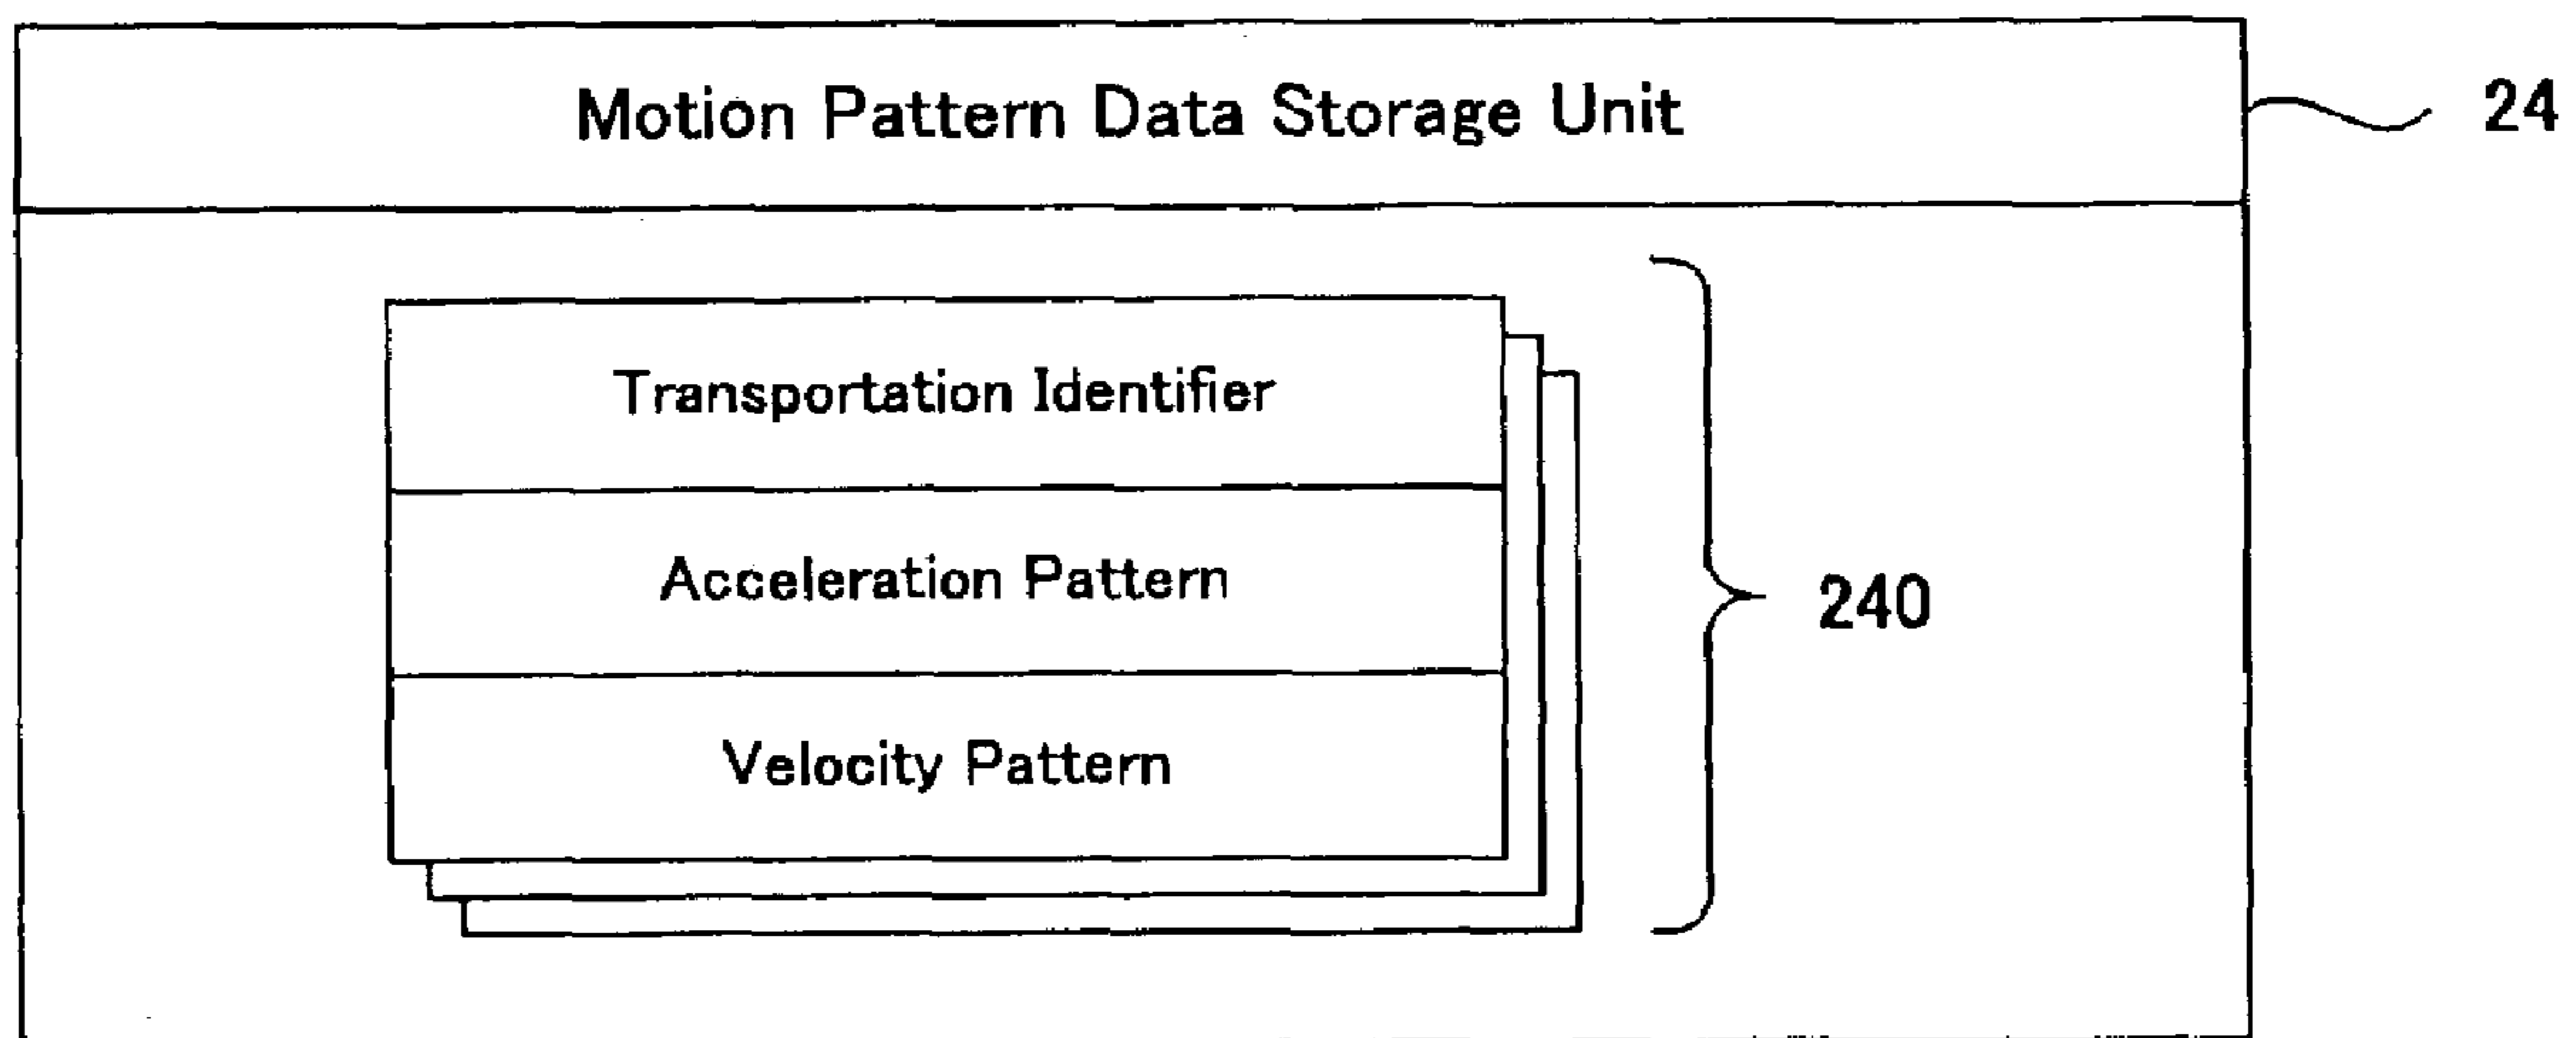 Motion Pattern Data Storage Unit
24
Transportation Identifier
Acceleration Pattern
240
Velocity Pattern